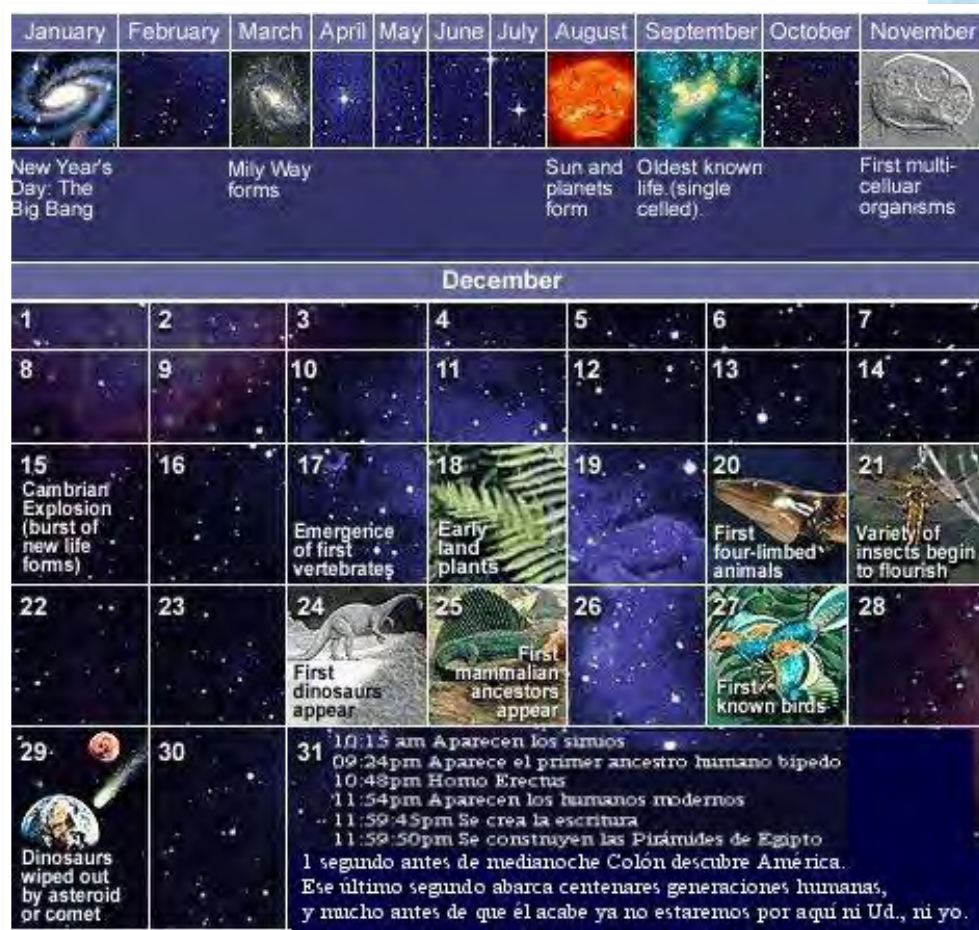 January February March April May June July August September October November
New Year's
Day: The
Big Bang
Mily Way
forms
Sun and
planets
form
Oldest known
life.(single
celled).
First multi-
celluar
organisms
December
1 2 3 4 5 6 7
8 9 10 11 12 13 14
15
Cambrian
Explosion
(burst of
new life
forms)
16
17
Emergence
of first
vertebrates
18
Early
land
plants
19
20
First
four-limbed
animals
21
Variety of
insects begin
to flourish
22
23
24
First
dinosaurs
appear
25
First
mammalian
ancestors
appear
26
27
First
known birds
28
29
Dinosaurs
wiped out
by asteroid
or comet
30
31
10:15 am Aparecen los simios
09:24pm Aparece el primer ancestro humano bipedo
10:48pm Homo Erectus
11:54pm Aparecen los humanos modernos
11:59:45pm Se crea la escritura
11:59:50pm Se construyen las Pirámides de Egipto
1 segundo antes de medianoche Colón descubre América.
Ese último segundo abarca centenares generaciones humanas,
y mucho antes de que él acabe ya no estaremos por aquí ni Ud., ni yo.